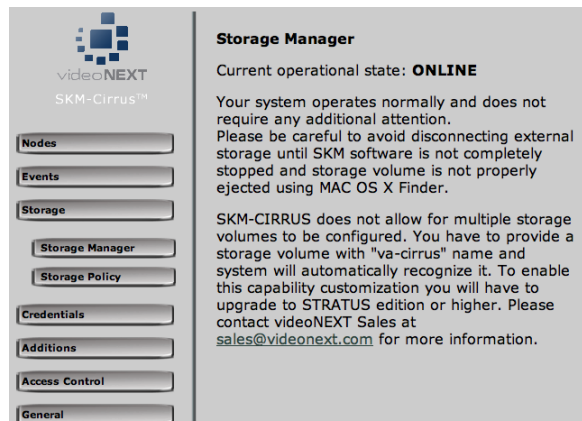 videoNEXT
SKM-Cirrus™
Nodes
Events
Storage
Storage Manager
Storage Policy
Credentials
Additions
Access Control
General
Storage Manager
Current operational state: ONLINE
Your system operates normally and does not
require any additional attention.
Please be careful to avoid disconnecting external
storage until SKM software is not completely
stopped and storage volume is not properly
ejected using MAC OS X Finder.
SKM-CIRRUS does not allow for multiple storage
volumes to be configured. You have to provide a
storage volume with "va-cirrus" name and
system will automatically recognize it. To enable
this capability customization you will have to
upgrade to STRATUS edition or higher. Please
contact videoNEXT Sales at
sales@videonext.com for more information.